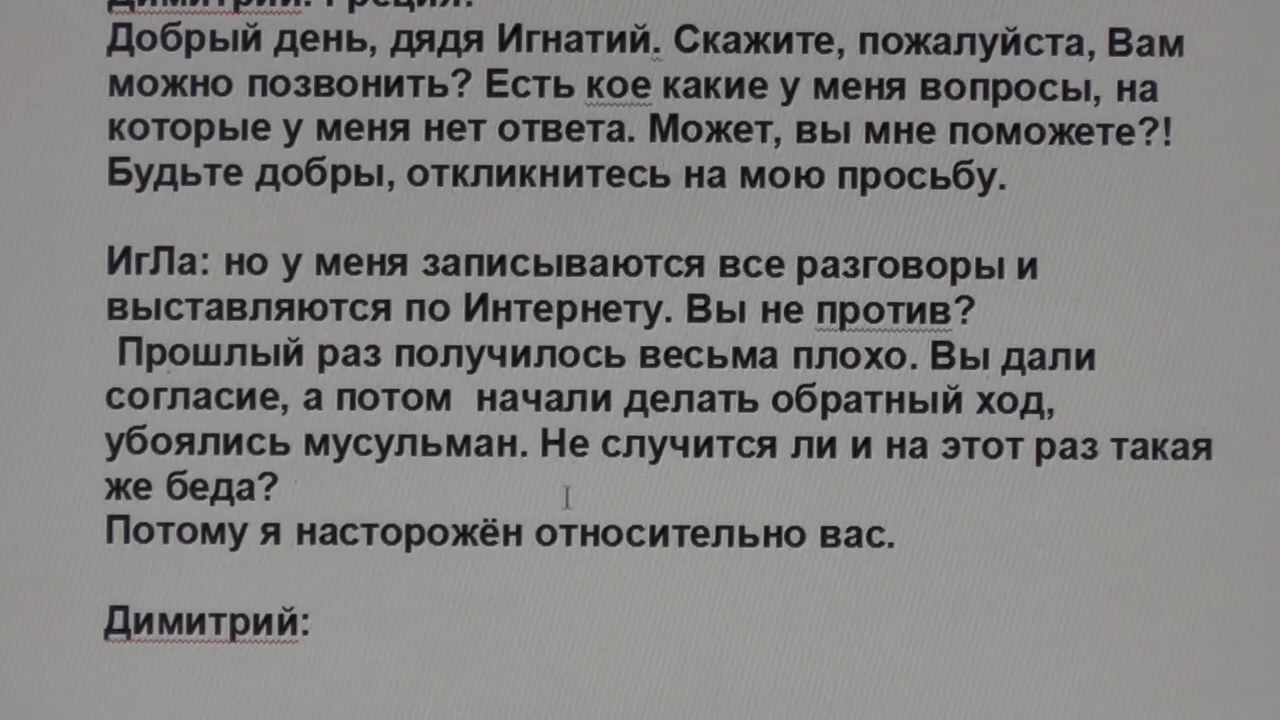 Димитрий. Греция.
Добрый день, дядя Игнатий. Скажите, пожалуйста, Вам
можно позвонить? Есть кое какие у меня вопросы, на
которые у меня нет ответа. Может, вы мне поможете?!
Будьте добры, откликнитесь на мою просьбу.
ИгЛа: но у меня записываются все разговоры и
выставляются по Интернету. Вы не против?
Прошлый раз получилось весьма плохо. Вы дали
согласие, а потом начали делать обратный ход,
убоялись мусульман. Не случится ли и на этот раз такая
же беда?
Потому я насторожён относительно вас.
Димитрий: